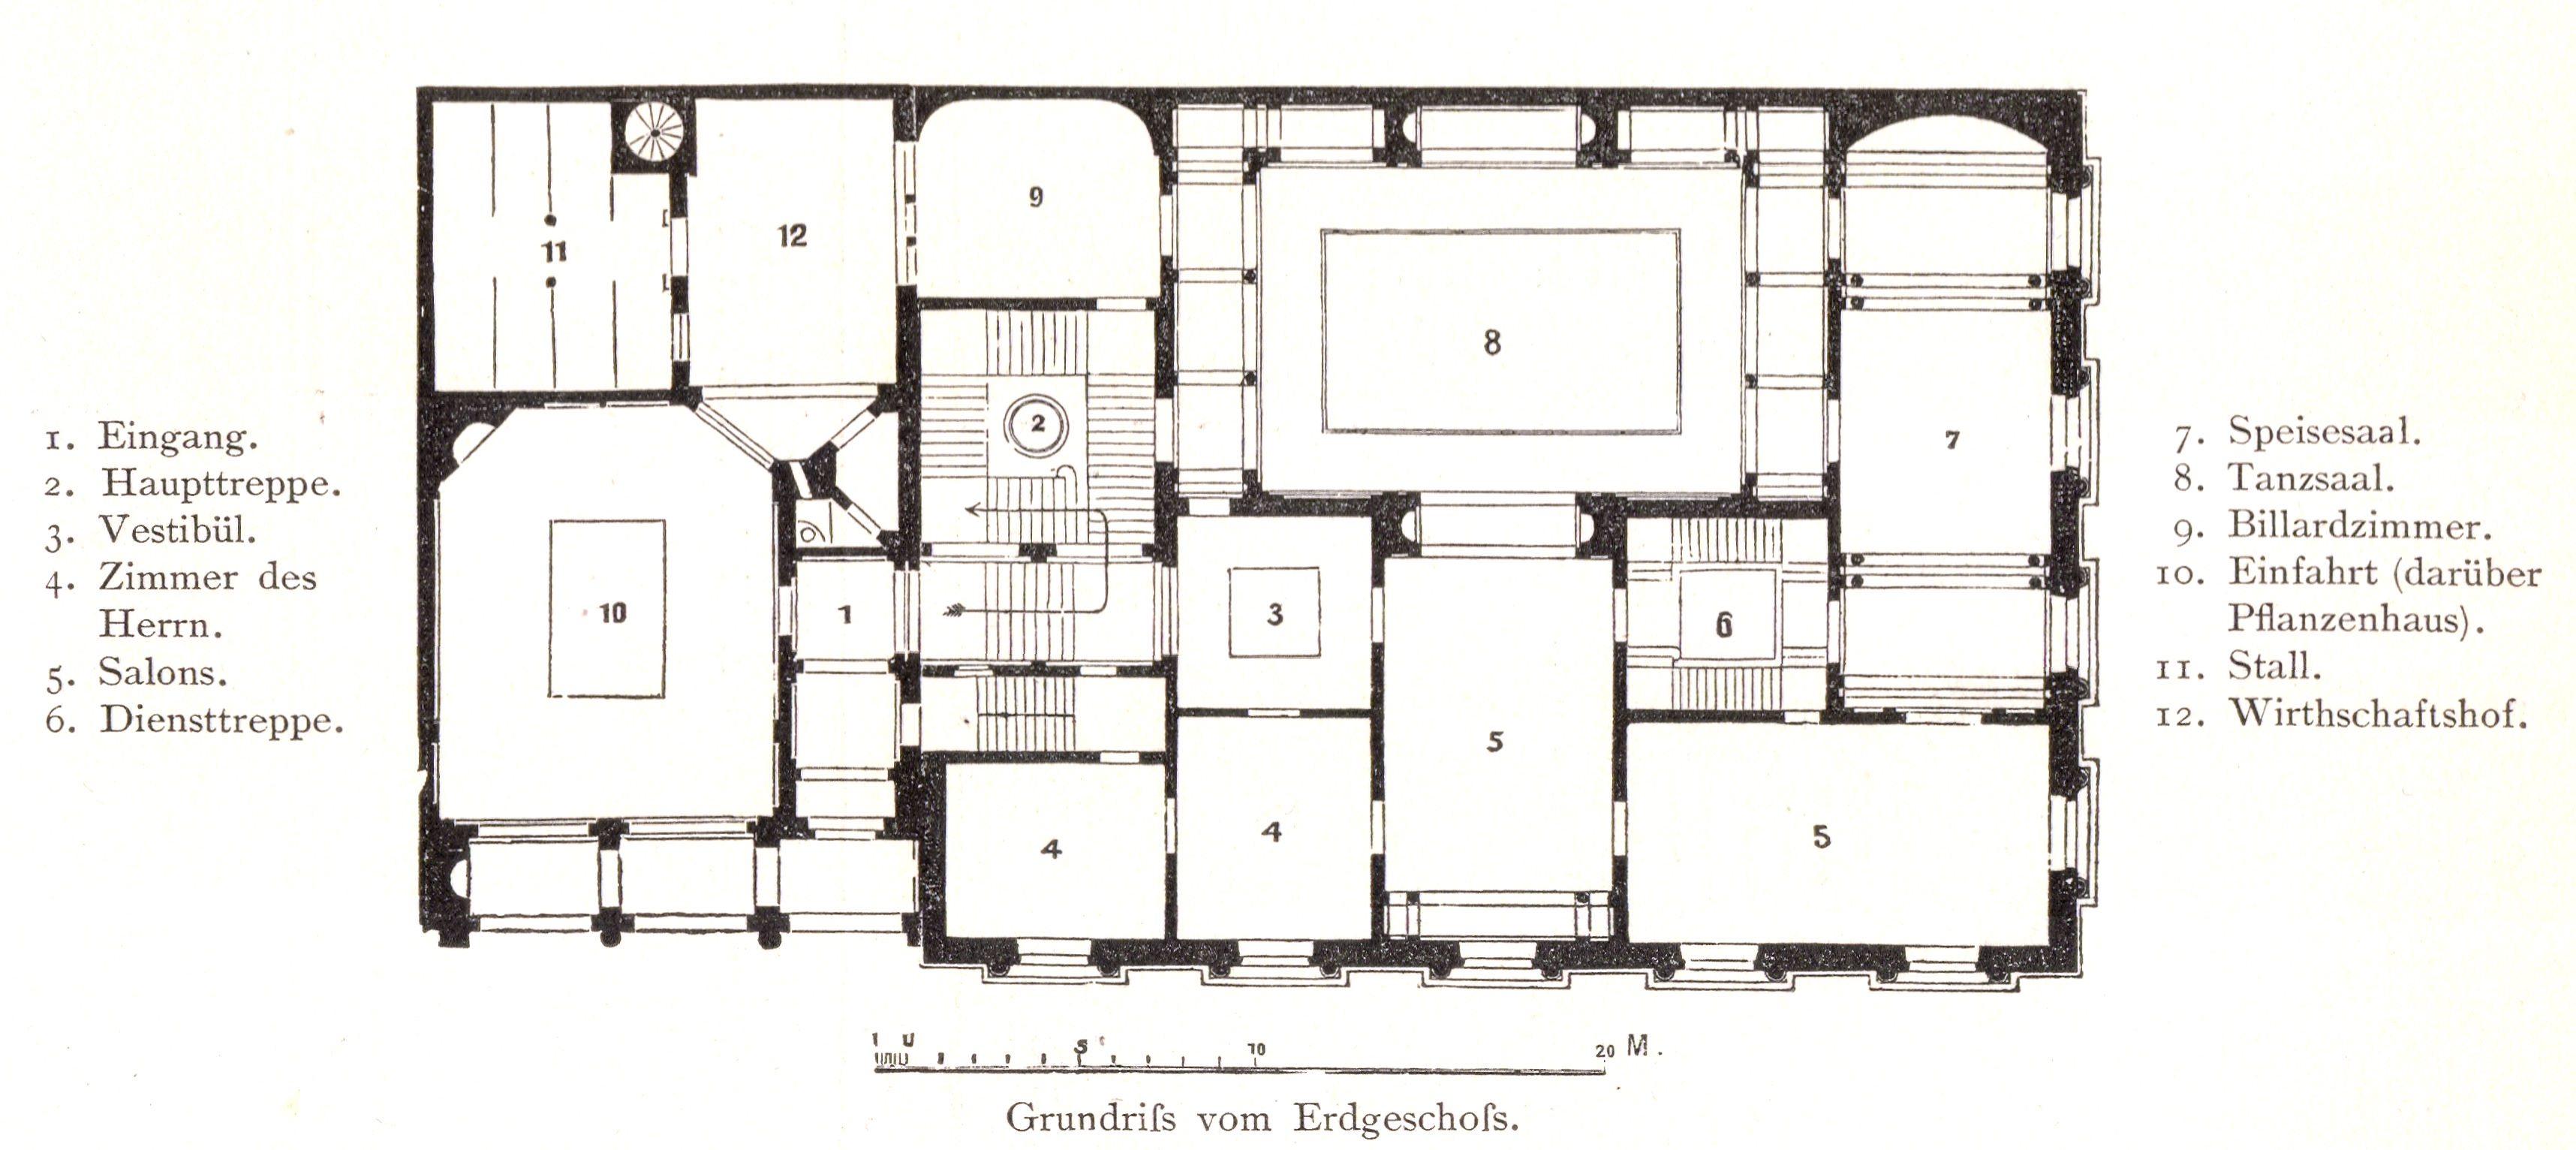 1. Eingang.
2. Haupttreppe.
3. Vestibül.
4. Zimmer des
Herrn.
5. Salons.
6. Diensttreppe.
11
12
9
8
7
2
10
1
3
6
5
4
4
5
7. Speisesaal.
8. Tanzsaal.
9. Billardzimmer.
10. Einfahrt (darüber
Pflanzenhaus).
11. Stall.
12. Wirthschaftshof.
1 0 5 10 20 M.
Grundriſs vom Erdgeschoſs.